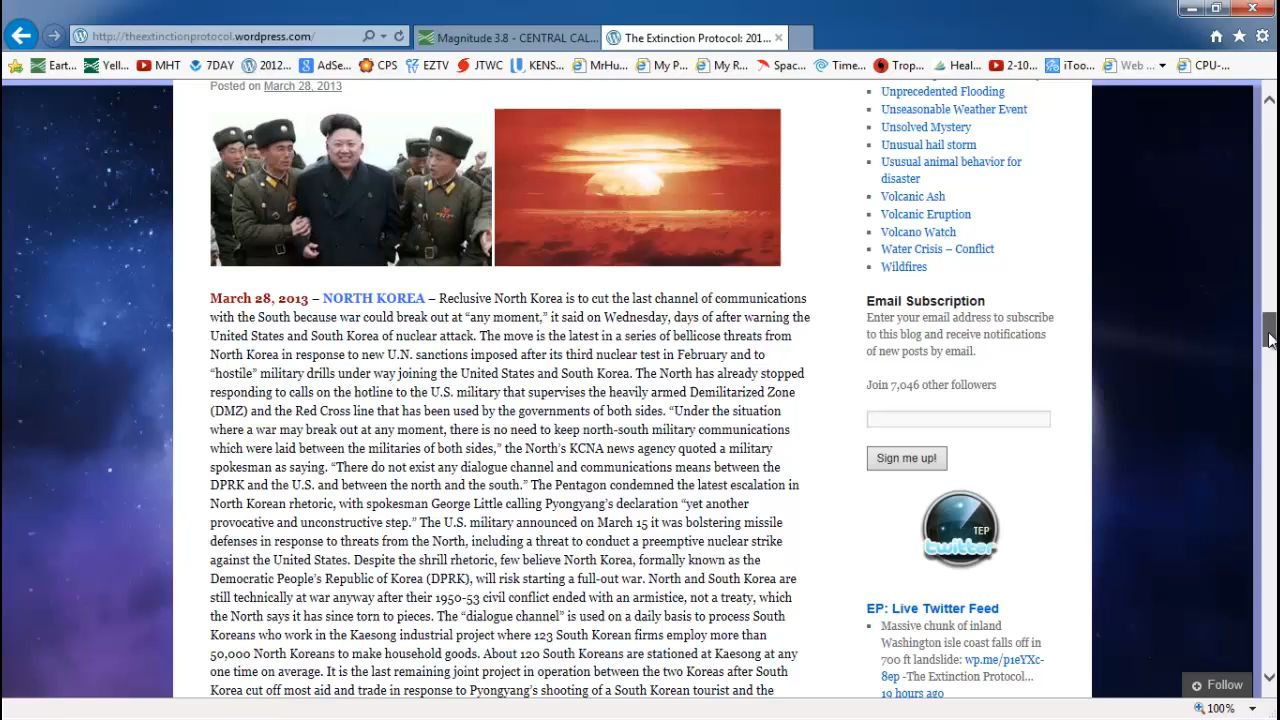 http://theextinctionprotocol.wordpress.com/
Magnitude 3.8 - CENTRAL CAL...
The Extinction Protocol: 201...
Eart...
Yell...
MHT
7DAY
2012...
AdSe...
CPS
EZTV
JTWC
KENS...
MrHu...
My P...
My R...
Spac...
Time...
Trop...
Heal...
2-10...
iToo...
Web ...
CPU-...
Posted on March 28, 2013
March 28, 2013 – NORTH KOREA – Reclusive North Korea is to cut the last channel of communications
with the South because war could break out at “any moment,” it said on Wednesday, days of after warning the
United States and South Korea of nuclear attack. The move is the latest in a series of bellicose threats from
North Korea in response to new U.N. sanctions imposed after its third nuclear test in February and to
“hostile” military drills under way joining the United States and South Korea. The North has already stopped
responding to calls on the hotline to the U.S. military that supervises the heavily armed Demilitarized Zone
(DMZ) and the Red Cross line that has been used by the governments of both sides. “Under the situation
where a war may break out at any moment, there is no need to keep north-south military communications
which were laid between the militaries of both sides,” the North’s KCNA news agency quoted a military
spokesman as saying. “There do not exist any dialogue channel and communications means between the
DPRK and the U.S. and between the north and the south.” The Pentagon condemned the latest escalation in
North Korean rhetoric, with spokesman George Little calling Pyongyang’s declaration “yet another
provocative and unconstructive step.” The U.S. military announced on March 15 it was bolstering missile
defenses in response to threats from the North, including a threat to conduct a preemptive nuclear strike
against the United States. Despite the shrill rhetoric, few believe North Korea, formally known as the
Democratic People’s Republic of Korea (DPRK), will risk starting a full-out war. North and South Korea are
still technically at war anyway after their 1950-53 civil conflict ended with an armistice, not a treaty, which
the North says it has since torn to pieces. The “dialogue channel” is used on a daily basis to process South
Koreans who work in the Kaesong industrial project where 123 South Korean firms employ more than
50,000 North Koreans to make household goods. About 120 South Koreans are stationed at Kaesong at any
one time on average. It is the last remaining joint project in operation between the two Koreas after South
Korea cut off most aid and trade in response to Pyongyang’s shooting of a South Korean tourist and the
Unprecedented Flooding
Unseasonable Weather Event
Unsolved Mystery
Unusual hail storm
Ususual animal behavior for
disaster
Volcanic Ash
Volcanic Eruption
Volcano Watch
Water Crisis – Conflict
Wildfires
Email Subscription
Enter your email address to subscribe
to this blog and receive notifications
of new posts by email.
Join 7,046 other followers
Sign me up!
TEP
twitter
EP: Live Twitter Feed
Massive chunk of inland
Washington isle coast falls off in
700 ft landslide: wp.me/p1eYXc-
8ep -The Extinction Protocol...
19 hours ago
Follow
100%